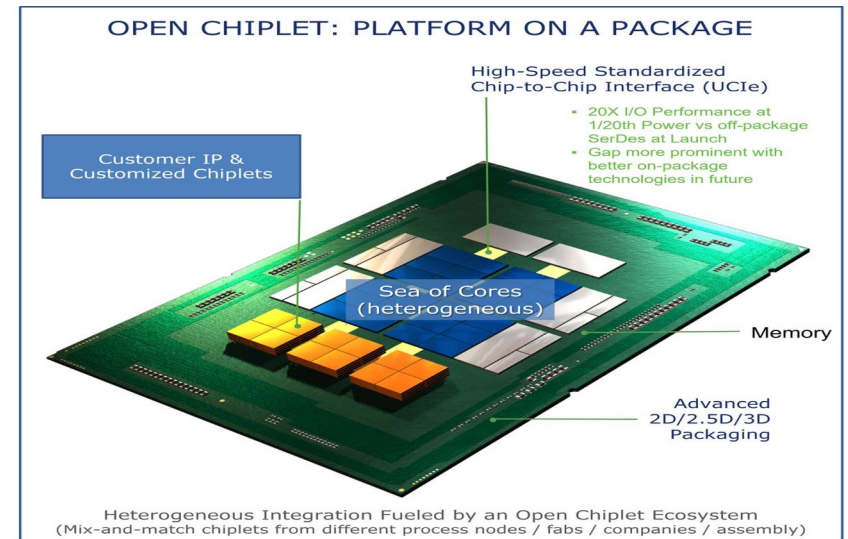 OPEN CHIPLET: PLATFORM ON A PACKAGE
High-Speed Standardized
Chip-to-Chip Interface (UCIe)
• 20X I/O Performance at
1/20th Power vs off-package
SerDes at Launch
• Gap more prominent with
better on-package
technologies in future
Customer IP &
Customized Chiplets
Sea of Cores
(heterogeneous)
Memory
Advanced
2D/2.5D/3D
Packaging
Heterogeneous Integration Fueled by an Open Chiplet Ecosystem
(Mix-and-match chiplets from different process nodes / fabs / companies / assembly)